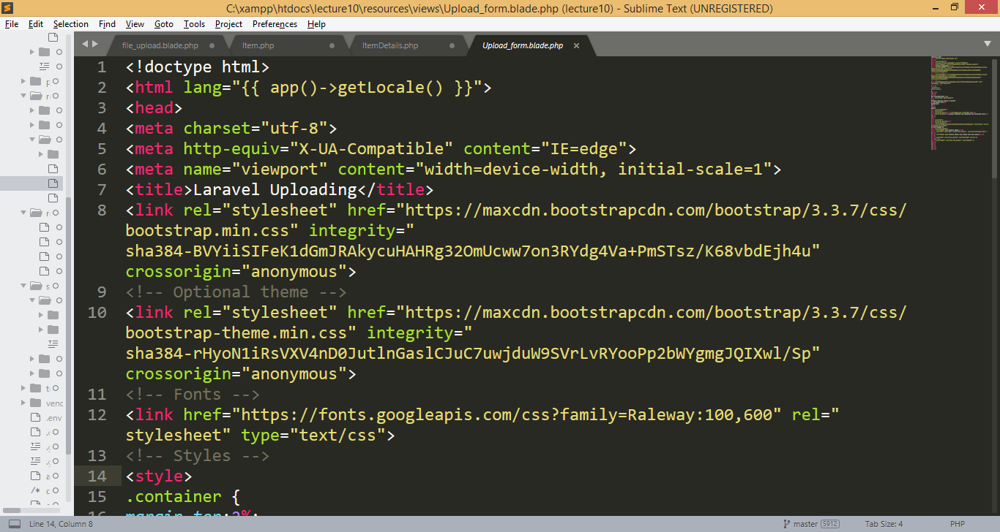 C:\xampp\htdocs\lecture10\resources\views\Upload_form.blade.php (lecture10) - Sublime Text (UNREGISTERED)
File Edit Selection Find View Goto Tools Project Preferences Help
file_upload.blade.php Item.php ItemDetails.php Upload_form.blade.php
1 <!doctype html>
2 <html lang="{{ app()->getLocale() }}">
3 <head>
4 <meta charset="utf-8">
5 <meta http-equiv="X-UA-Compatible" content="IE=edge">
6 <meta name="viewport" content="width=device-width, initial-scale=1">
7 <title>Laravel Uploading</title>
8 <link rel="stylesheet" href="https://maxcdn.bootstrapcdn.com/bootstrap/3.3.7/css/
bootstrap.min.css" integrity="
sha384-BVYiiSIFeK1dGmJRAkycuHAHRg32OmUcww7on3RYdg4Va+PmSTsz/K68vbdEjh4u"
crossorigin="anonymous">
9 <!-- Optional theme -->
10 <link rel="stylesheet" href="https://maxcdn.bootstrapcdn.com/bootstrap/3.3.7/css/
bootstrap-theme.min.css" integrity="
sha384-rHyoN1iRsVXV4nD0JutlnGaslCJuC7uwjduW9SVrLvRYooPp2bWYgmgJQIXwl/Sp"
crossorigin="anonymous">
11 <!-- Fonts -->
12 <link href="https://fonts.googleapis.com/css?family=Raleway:100,600" rel="
stylesheet" type="text/css">
13 <!-- Styles -->
14 <style>
15 .container {
16 margin-top:2%;
venc
.env
Line 14, Column 8 master 5912 Tab Size: 4 PHP